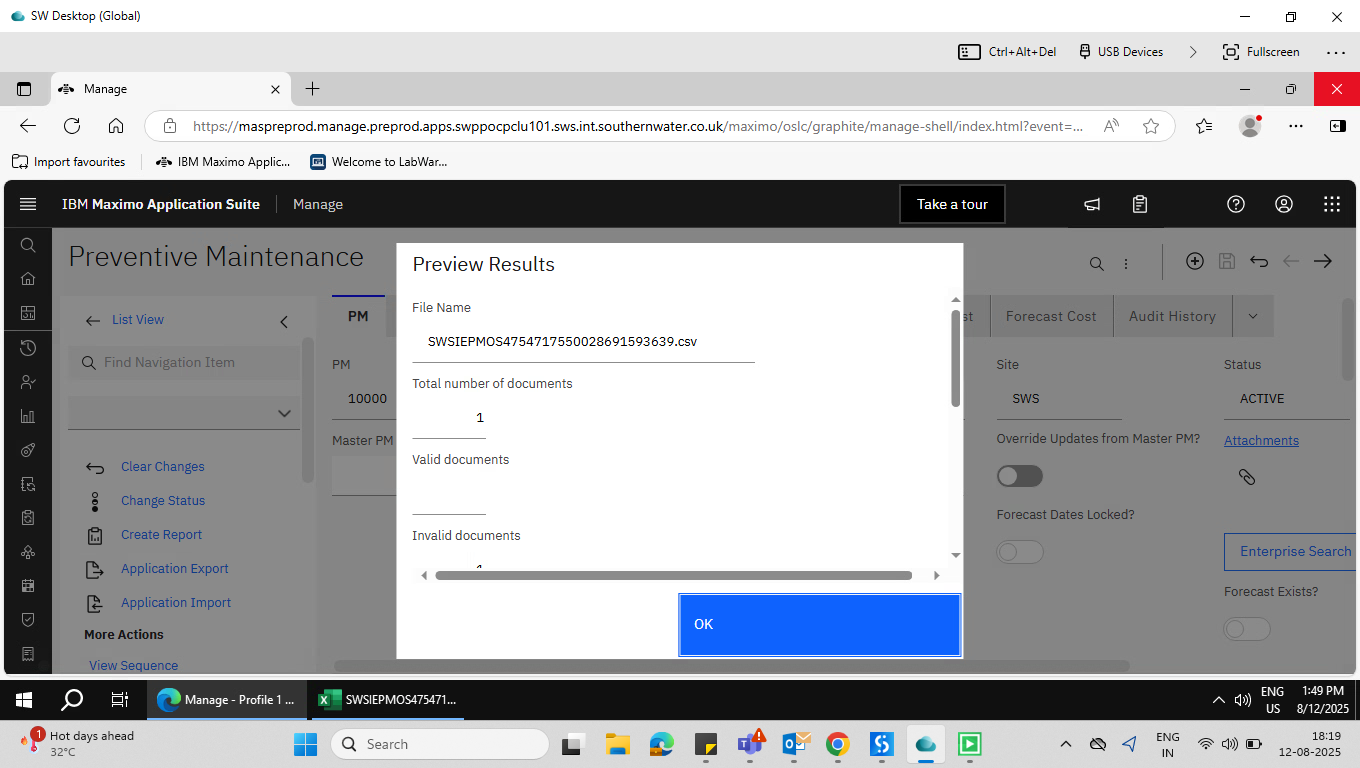 SW Desktop (Global)
Ctrl+Alt+Del
USB Devices
Fullscreen
Manage
https://maspreprod.manage.preprod.apps.swppocpclu101.sws.int.southernwater.co.uk/maximo/oslc/graphite/manage-shell/index.html?event=...
Import favourites
IBM Maximo Applic...
Welcome to LabWar...
IBM Maximo Application Suite
Manage
Take a tour
Preventive Maintenance
List View
Find Navigation Item
Clear Changes
Change Status
Create Report
Application Export
Application Import
More Actions
View Sequence
PM
st
Forecast Cost
Audit History
PM
10000
Master PM
Site
SWS
Status
ACTIVE
Override Updates from Master PM?
Attachments
Forecast Dates Locked?
Enterprise Search
Forecast Exists?
Preview Results
File Name
SWSIEPMOS4754717550028691593639.csv
Total number of documents
1
Valid documents
Invalid documents
1
OK
Manage - Profile 1 ...
SWSIEPMOS475471...
ENG
US
1:49 PM
8/12/2025
1
Hot days ahead
32°C
Search
ENG
IN
18:19
12-08-2025